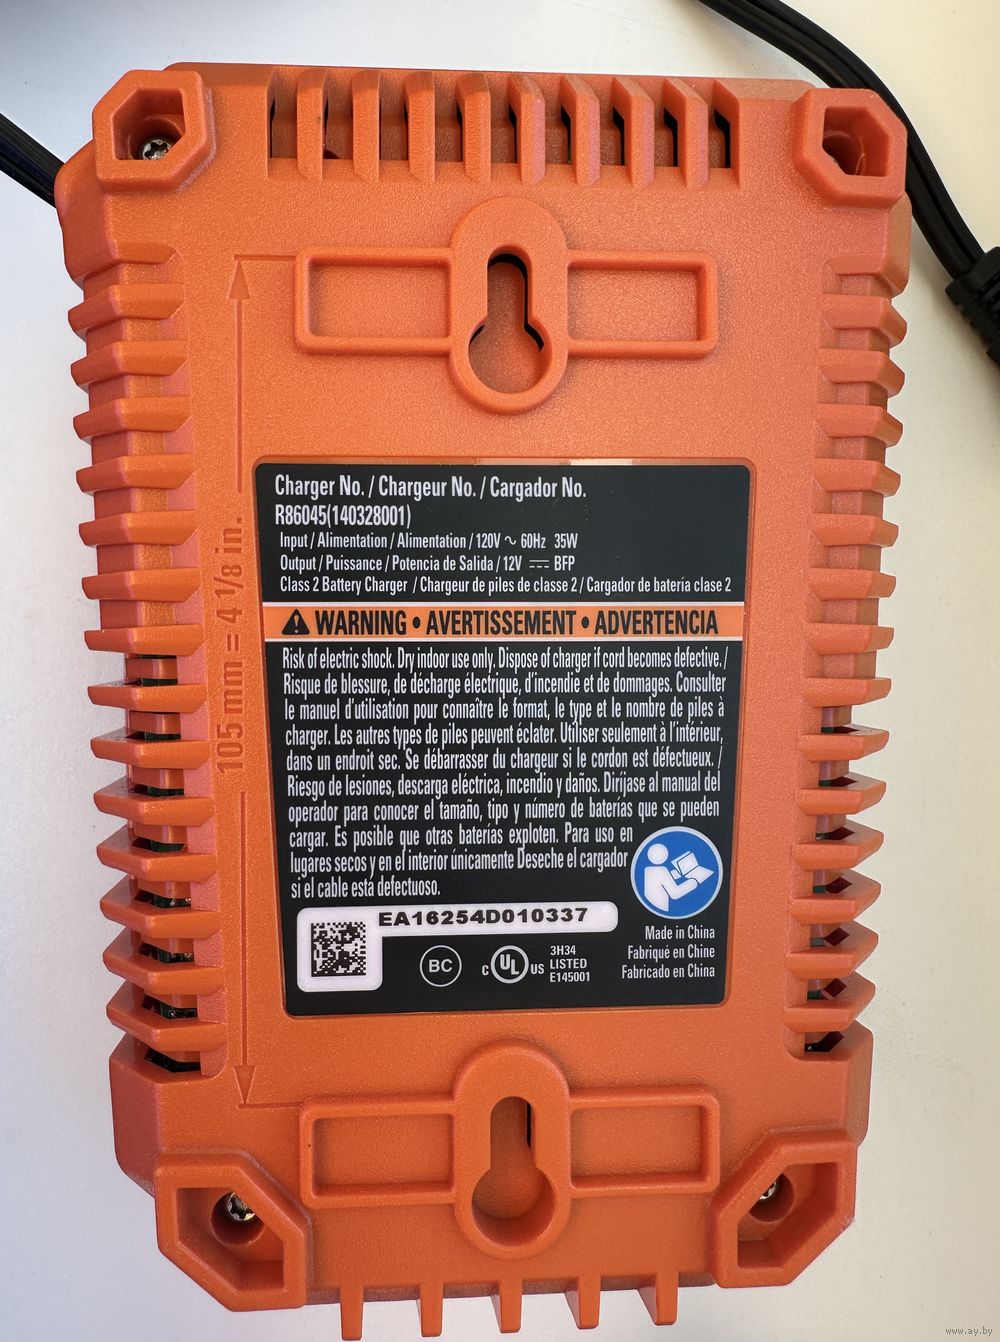 Charger No. / Chargeur No. / Cargador No.
R86045(140328001)
Input / Alimentation / Alimentation / 120V ~ 60Hz 35W
Output / Puissance / Potencia de Salida / 12V ⎓ BFP
Class 2 Battery Charger / Chargeur de piles de classe 2 / Cargador de batería clase 2
WARNING • AVERTISSEMENT • ADVERTENCIA
Risk of electric shock. Dry indoor use only. Dispose of charger if cord becomes defective. /
Risque de blessure, de décharge électrique, d'incendie et de dommages. Consulter
le manuel d'utilisation pour connaître le format, le type et le nombre de piles à
charger. Les autres types de piles peuvent éclater. Utiliser seulement à l'intérieur,
dans un endroit sec. Se débarrasser du chargeur si le cordon est défectueux. /
Riesgo de lesiones, descarga eléctrica, incendio y daños. Diríjase al manual del
operador para conocer el tamaño, tipo y número de baterías que se pueden
cargar. Es posible que otras baterías exploten. Para uso en
lugares secos y en el interior únicamente Deseche el cargador
si el cable está defectuoso.
EA16254D010337
BC
c UL US
3H34
LISTED
E145001
Made in China
Fabriqué en Chine
Fabricado en China
105 mm = 4 1/8 in.
www.ay.by